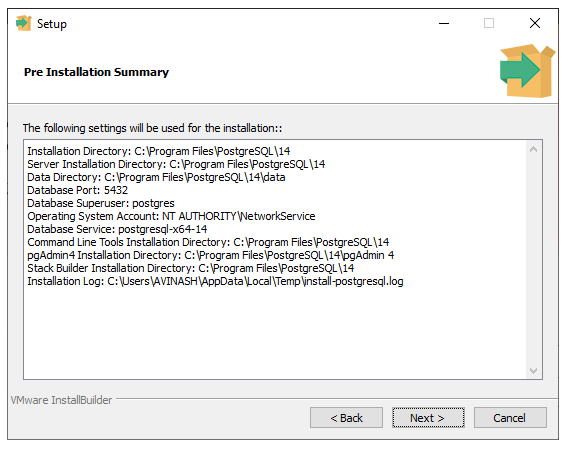 Setup
Pre Installation Summary
The following settings will be used for the installation::
Installation Directory: C:\Program Files\PostgreSQL\14
Server Installation Directory: C:\Program Files\PostgreSQL\14
Data Directory: C:\Program Files\PostgreSQL\14\data
Database Port: 5432
Database Superuser: postgres
Operating System Account: NT AUTHORITY\NetworkService
Database Service: postgresql-x64-14
Command Line Tools Installation Directory: C:\Program Files\PostgreSQL\14
pgAdmin4 Installation Directory: C:\Program Files\PostgreSQL\14\pgAdmin 4
Stack Builder Installation Directory: C:\Program Files\PostgreSQL\14
Installation Log: C:\Users\AVINASH\AppData\Local\Temp\install-postgresql.log
VMware InstallBuilder
< Back Next > Cancel